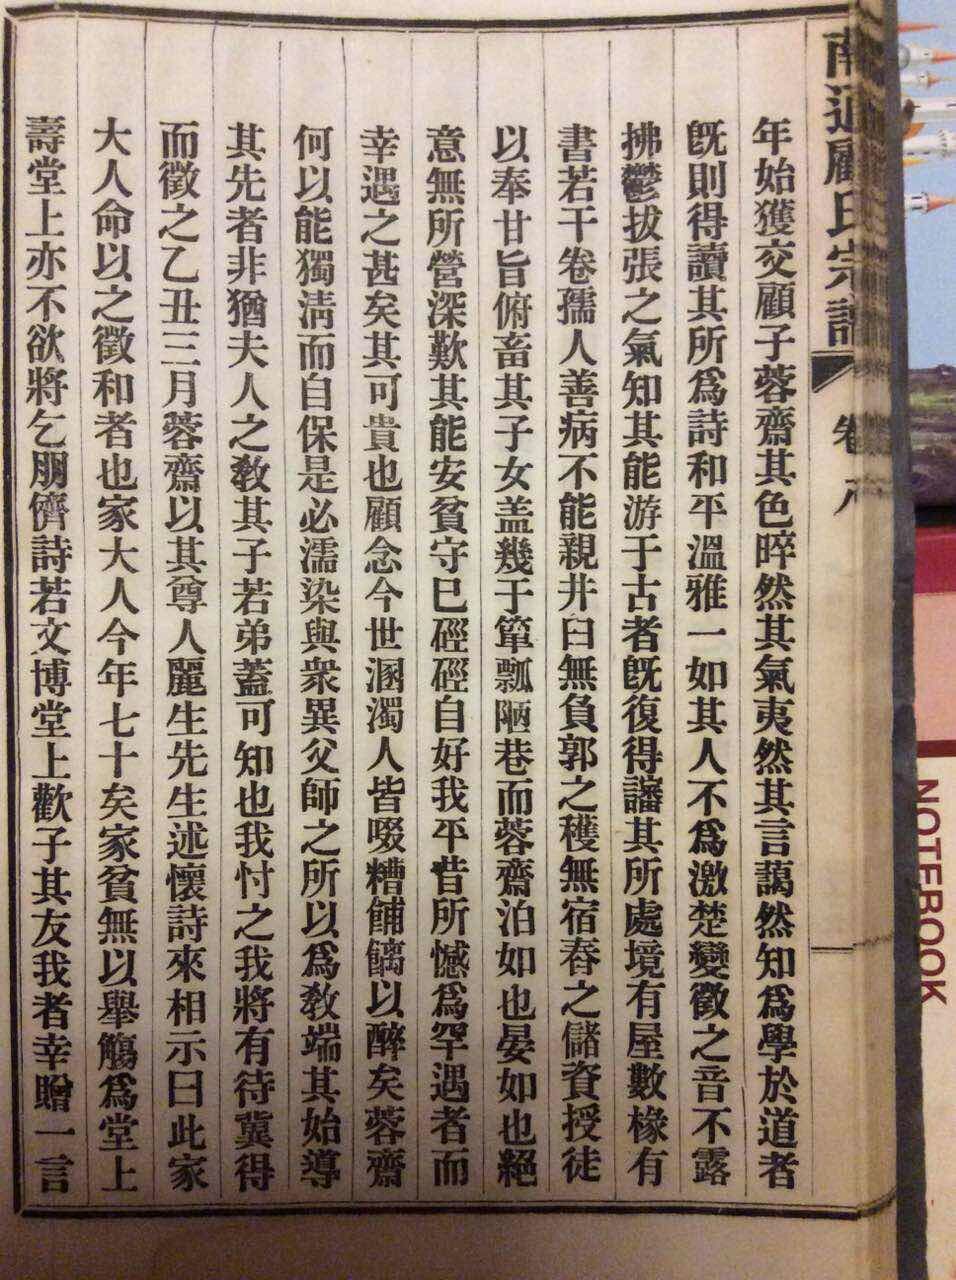 南通顧氏宗譜 卷八
年始獲交顧子蓉齋其色晬然其氣夷然其言藹然知爲學於道者
旣則得讀其所爲詩和平溫雅一如其人不爲激楚變徵之音不露
拂鬱拔張之氣知其能游于古者旣復得讅其所處境有屋數椽有
書若干卷孺人善病不能親井臼無負郭之穫無宿舂之儲資授徒
以奉甘旨俯畜其子女盖幾于簞瓢陋巷而蓉齋泊如也晏如也絕
意無所營深歎其能安貧守巳硜硜自好我平昔所憾爲罕遇者而
幸遇之甚矣其可貴也顧念今世溷濁人皆啜糟餔醨以醉矣蓉齋
何以能獨淸而自保是必濡染與衆異父師之所以爲敎端其始導
其先者非猶夫人之敎其子若弟蓋可知也我忖之我將有待冀得
而徵之乙丑三月蓉齋以其尊人麗生先生述懷詩來相示曰此家
大人命以之徵和者也家大人今年七十矣家貧無以舉觴爲堂上
壽堂上亦不欲將乞朋儕詩若文博堂上歡子其友我者幸贈一言
NOTEBOOK